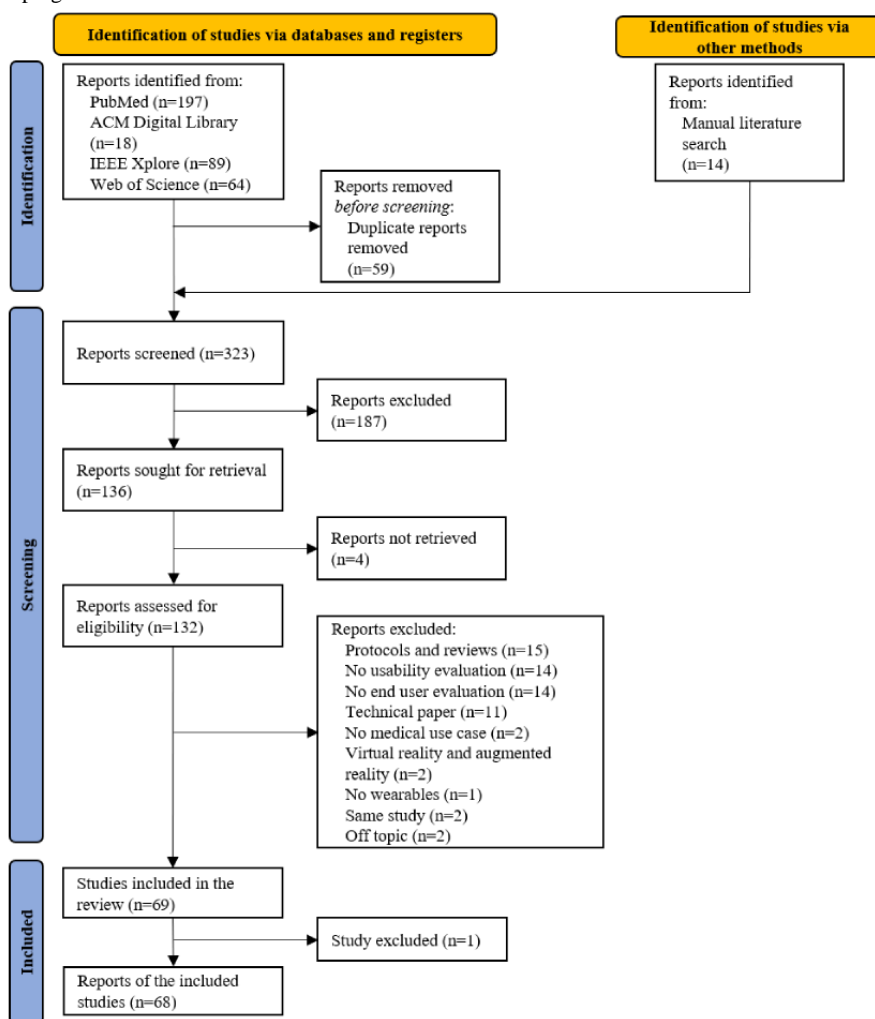 Identification of studies via databases and registers
Identification of studies via
other methods
Identification
Reports identified from:
PubMed (n=197)
ACM Digital Library
(n=18)
IEEE Xplore (n=89)
Web of Science (n=64)
Reports identified
from:
Manual literature
search
(n=14)
Reports removed
before screening:
Duplicate reports
removed
(n=59)
Screening
Reports screened (n=323)
Reports excluded
(n=187)
Reports sought for retrieval
(n=136)
Reports not retrieved
(n=4)
Reports assessed for
eligibility (n=132)
Reports excluded:
Protocols and reviews (n=15)
No usability evaluation (n=14)
No end user evaluation (n=14)
Technical paper (n=11)
No medical use case (n=2)
Virtual reality and augmented
reality (n=2)
No wearables (n=1)
Same study (n=2)
Off topic (n=2)
Included
Studies included in the
review (n=69)
Study excluded (n=1)
Reports of the included
studies (n=68)